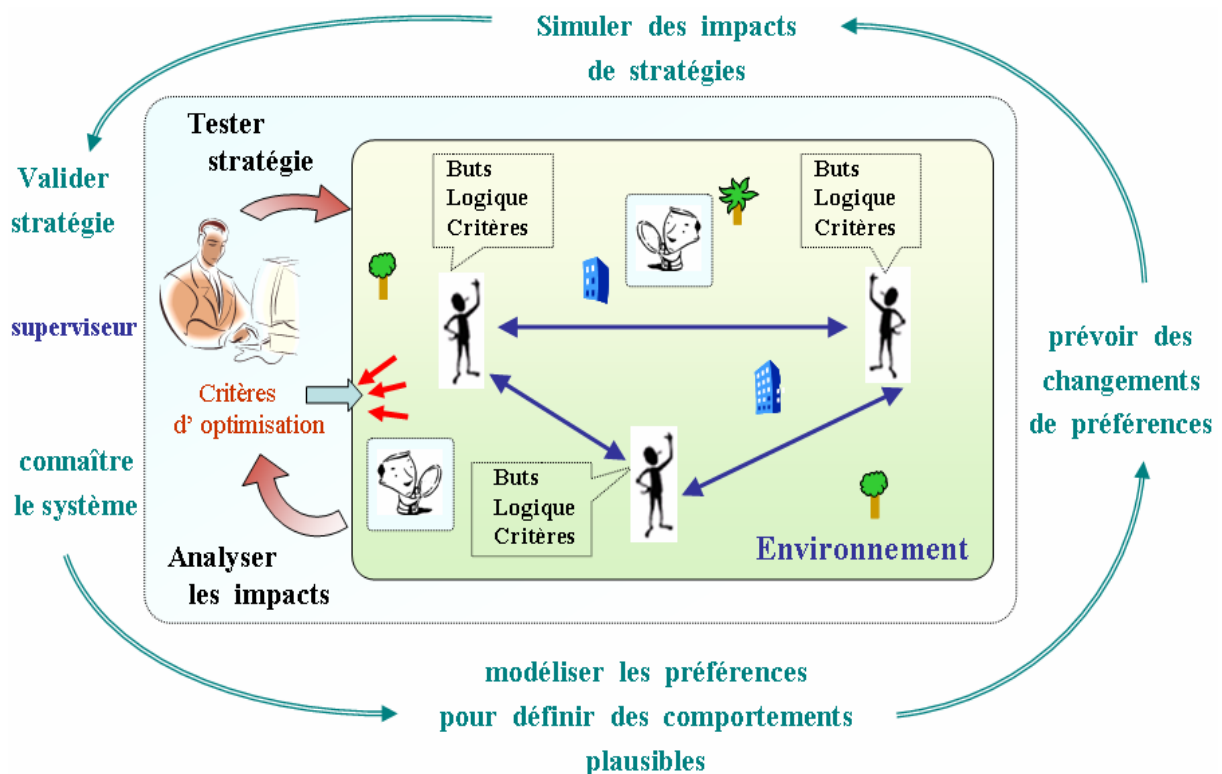 Simuler des impacts
de stratégies
Tester
stratégie
Valider
stratégie
Buts
Logique
Critères
Buts
Logique
Critères
superviseur
prévoir des
changements
de préférences
Critères
d' optimisation
connaître
le système
Buts
Logique
Critères
Environnement
Analyser
les impacts
modéliser les préférences
pour définir des comportements
plausibles